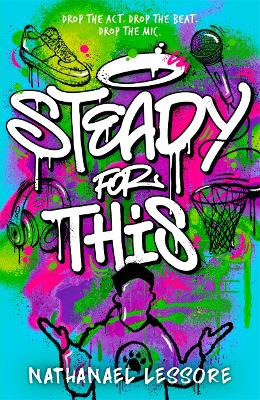 DROP THE ACT. DROP THE BEAT.
DROP THE MIC.
STEADY
FOR
THIS
NATHANAEL LESSORE